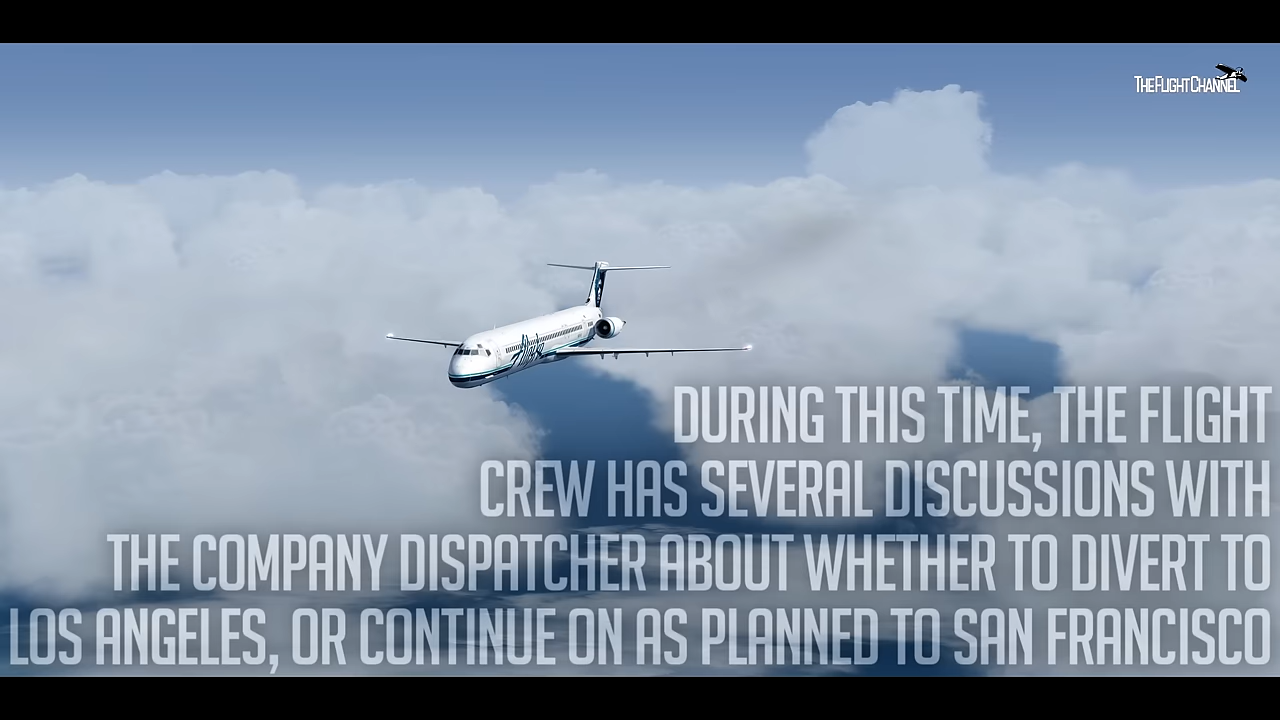 THEFLIGHTCHANNEL
Alaska
DURING THIS TIME, THE FLIGHT
CREW HAS SEVERAL DISCUSSIONS WITH
THE COMPANY DISPATCHER ABOUT WHETHER TO DIVERT TO
LOS ANGELES, OR CONTINUE ON AS PLANNED TO SAN FRANCISCO